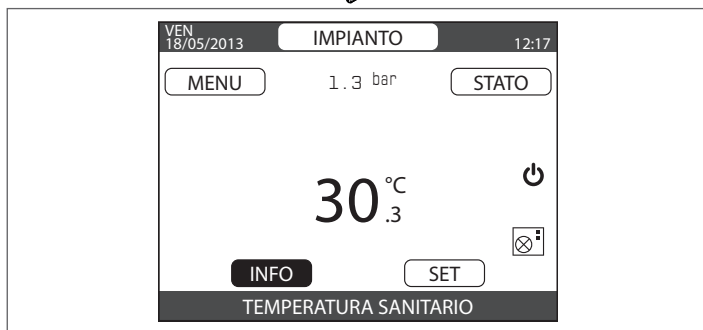 VEN
18/05/2013 IMPIANTO 12:17
MENU 1.3 bar STATO
30.3 °C
INFO SET
TEMPERATURA SANITARIO